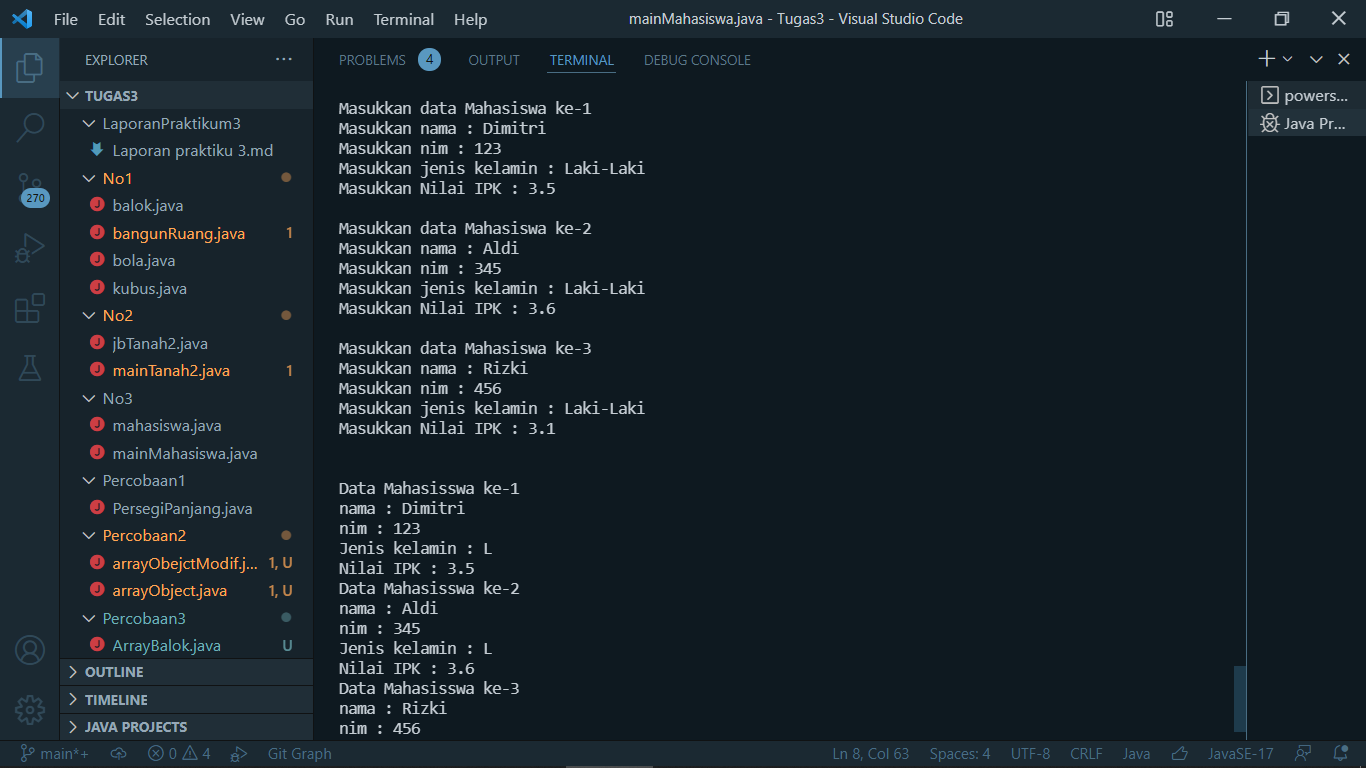 File Edit Selection View Go Run Terminal Help
mainMahasiswa.java - Tugas3 - Visual Studio Code
EXPLORER ...
TUGAS3
LaporanPraktikum3
Laporan praktiku 3.md
No1
balok.java
bangunRuang.java 1
bola.java
kubus.java
No2
jbTanah2.java
mainTanah2.java 1
No3
mahasiswa.java
mainMahasiswa.java
Percobaan1
PersegiPanjang.java
Percobaan2
arrayObejctModif.j... 1, U
arrayObject.java 1, U
Percobaan3
ArrayBalok.java U
OUTLINE
TIMELINE
JAVA PROJECTS
270
PROBLEMS 4 OUTPUT TERMINAL DEBUG CONSOLE
Masukkan data Mahasiswa ke-1
Masukkan nama : Dimitri
Masukkan nim : 123
Masukkan jenis kelamin : Laki-Laki
Masukkan Nilai IPK : 3.5
Masukkan data Mahasiswa ke-2
Masukkan nama : Aldi
Masukkan nim : 345
Masukkan jenis kelamin : Laki-Laki
Masukkan Nilai IPK : 3.6
Masukkan data Mahasiswa ke-3
Masukkan nama : Rizki
Masukkan nim : 456
Masukkan jenis kelamin : Laki-Laki
Masukkan Nilai IPK : 3.1
Data Mahasisswa ke-1
nama : Dimitri
nim : 123
Jenis kelamin : L
Nilai IPK : 3.5
Data Mahasisswa ke-2
nama : Aldi
nim : 345
Jenis kelamin : L
Nilai IPK : 3.6
Data Mahasisswa ke-3
nama : Rizki
nim : 456
powers...
Java Pr...
main*+ 0 4 Git Graph
Ln 8, Col 63 Spaces: 4 UTF-8 CRLF Java JavaSE-17